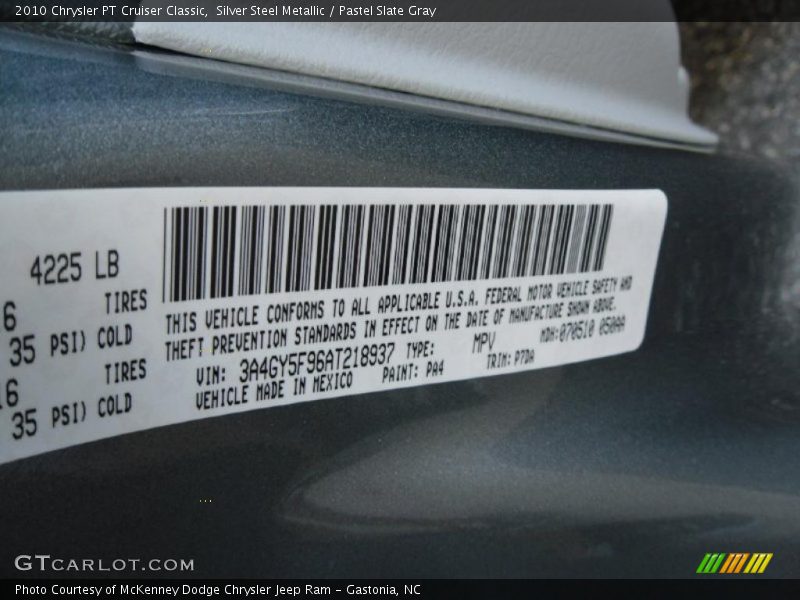 2010 Chrysler PT Cruiser Classic, Silver Steel Metallic / Pastel Slate Gray
4225 LB
6 TIRES
35 PSI) COLD
16 TIRES
35 PSI) COLD
THIS VEHICLE CONFORMS TO ALL APPLICABLE U.S.A. FEDERAL MOTOR VEHICLE SAFETY AND
THEFT PREVENTION STANDARDS IN EFFECT ON THE DATE OF MANUFACTURE SHOWN ABOVE.
VIN: 3A4GY5F96AT218937 TYPE: MPV MDH:070510 050AA
VEHICLE MADE IN MEXICO PAINT: PA4 TRIM: P7DA
GTCARLOT.COM
Photo Courtesy of McKenney Dodge Chrysler Jeep Ram - Gastonia, NC